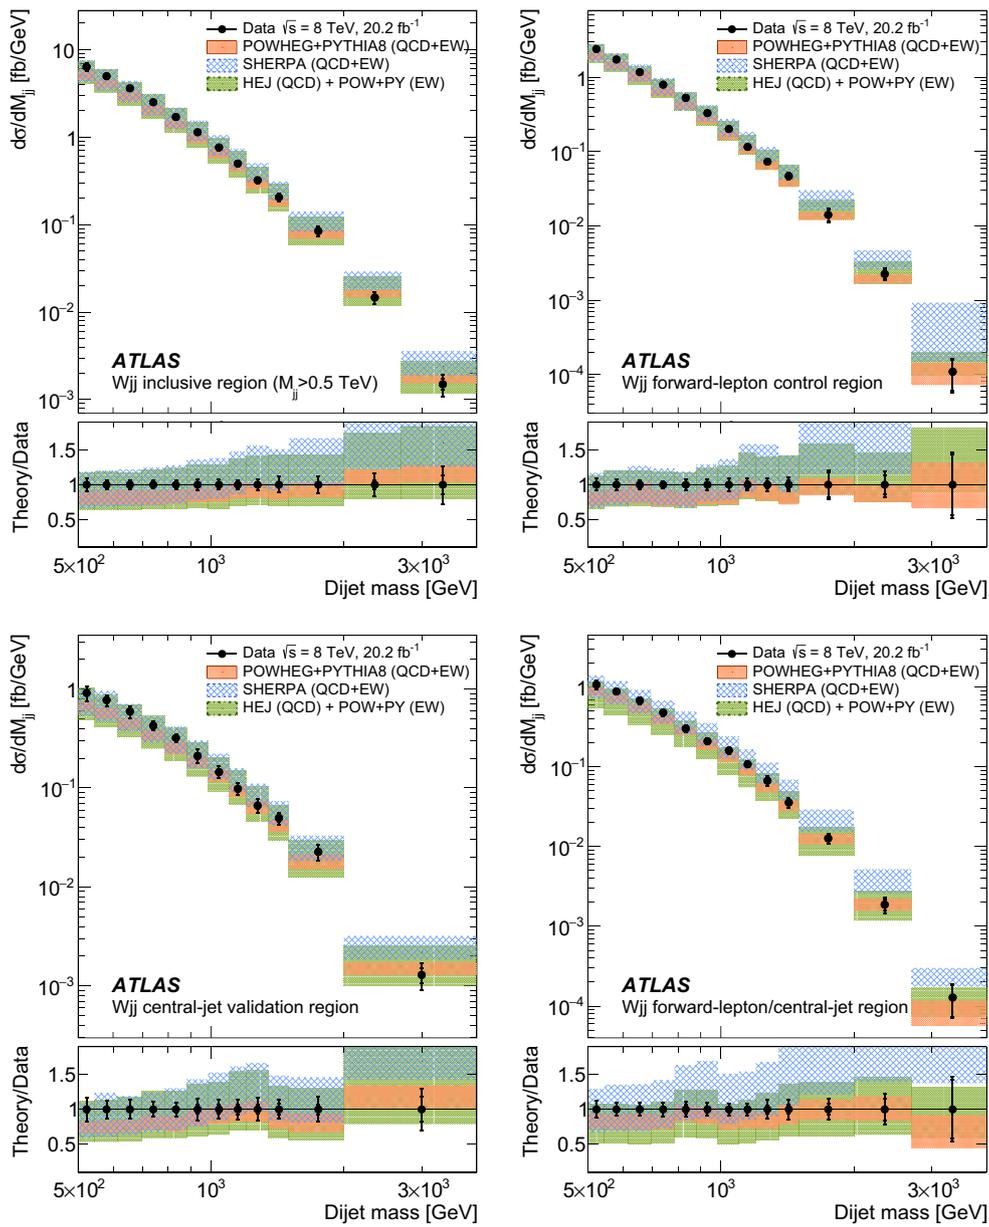 dσ/dMjj [fb/GeV]
10
1
10⁻¹
10⁻²
10⁻³
Data √s = 8 TeV, 20.2 fb⁻¹
POWHEG+PYTHIA8 (QCD+EW)
SHERPA (QCD+EW)
HEJ (QCD) + POW+PY (EW)
ATLAS
Wjj inclusive region (Mjj>0.5 TeV)
Theory/Data
1.5
1
0.5
5×10² 10³ 3×10³
Dijet mass [GeV]
dσ/dMjj [fb/GeV]
1
10⁻¹
10⁻²
10⁻³
10⁻⁴
Data √s = 8 TeV, 20.2 fb⁻¹
POWHEG+PYTHIA8 (QCD+EW)
SHERPA (QCD+EW)
HEJ (QCD) + POW+PY (EW)
ATLAS
Wjj forward-lepton control region
Theory/Data
1.5
1
0.5
5×10² 10³ 3×10³
Dijet mass [GeV]
dσ/dMjj [fb/GeV]
1
10⁻¹
10⁻²
10⁻³
Data √s = 8 TeV, 20.2 fb⁻¹
POWHEG+PYTHIA8 (QCD+EW)
SHERPA (QCD+EW)
HEJ (QCD) + POW+PY (EW)
ATLAS
Wjj central-jet validation region
Theory/Data
1.5
1
0.5
5×10² 10³ 3×10³
Dijet mass [GeV]
dσ/dMjj [fb/GeV]
1
10⁻¹
10⁻²
10⁻³
10⁻⁴
Data √s = 8 TeV, 20.2 fb⁻¹
POWHEG+PYTHIA8 (QCD+EW)
SHERPA (QCD+EW)
HEJ (QCD) + POW+PY (EW)
ATLAS
Wjj forward-lepton/central-jet region
Theory/Data
1.5
1
0.5
5×10² 10³ 3×10³
Dijet mass [GeV]